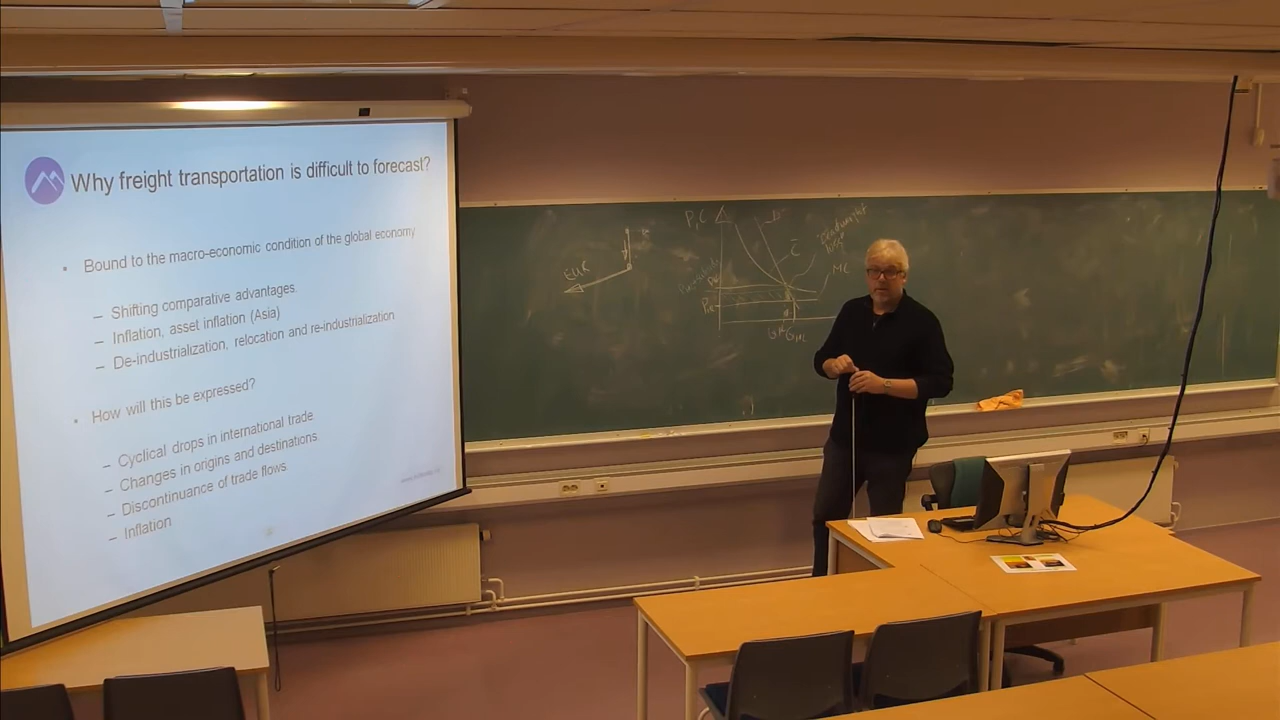 Why freight transportation is difficult to forecast?
• Bound to the macro-economic condition of the global economy
– Shifting comparative advantages.
– Inflation, asset inflation (Asia)
– De-industrialization, relocation and re-industrialization
• How will this be expressed?
– Cyclical drops in international trade
– Changes in origins and destinations
– Discontinuance of trade flows
– Inflation
P, C
MC
EUR